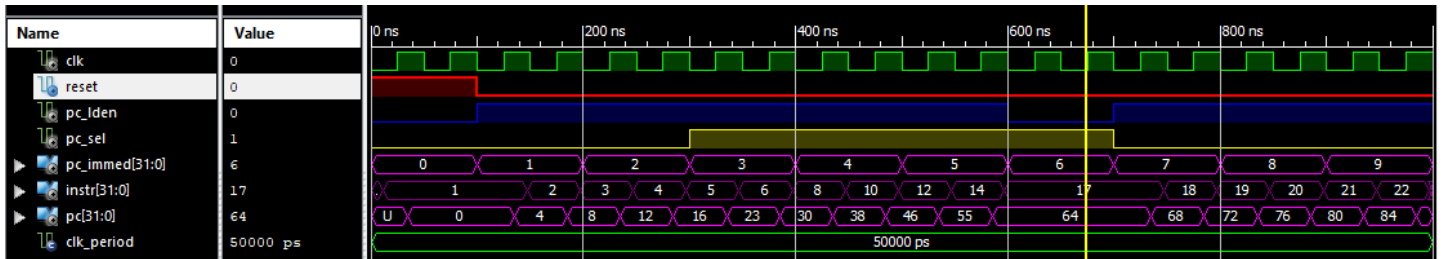 Name Value 0 ns 200 ns 400 ns 600 ns 800 ns
clk 0
reset 0
pc_lden 0
pc_sel 1
pc_immed[31:0] 6 0 1 2 3 4 5 6 7 8 9
instr[31:0] 17 1 2 3 4 5 6 8 10 12 14 17 18 19 20 21 22
pc[31:0] 64 U 0 4 8 12 16 23 30 38 46 55 64 68 72 76 80 84
clk_period 50000 ps 50000 ps